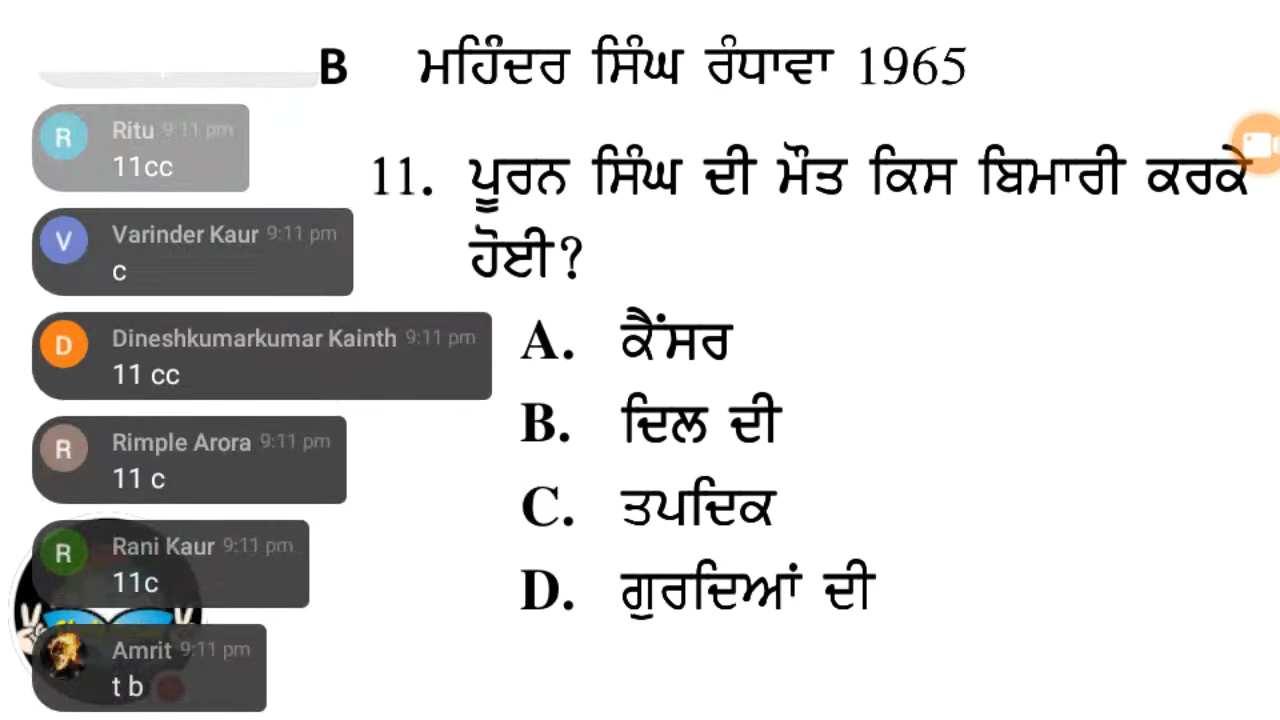 B ਮਹਿੰਦਰ ਸਿੰਘ ਰੰਧਾਵਾ 1965
11. ਪੂਰਨ ਸਿੰਘ ਦੀ ਮੌਤ ਕਿਸ ਬਿਮਾਰੀ ਕਰਕੇ
ਹੋਈ?
A. ਕੈਂਸਰ
B. ਦਿਲ ਦੀ
C. ਤਪਦਿਕ
D. ਗੁਰਦਿਆਂ ਦੀ
R
Ritu 9:11 pm
11cc
V
Varinder Kaur 9:11 pm
c
D
Dineshkumarkumar Kainth 9:11 pm
11 cc
R
Rimple Arora 9:11 pm
11 c
R
Rani Kaur 9:11 pm
11c
Amrit 9:11 pm
t b